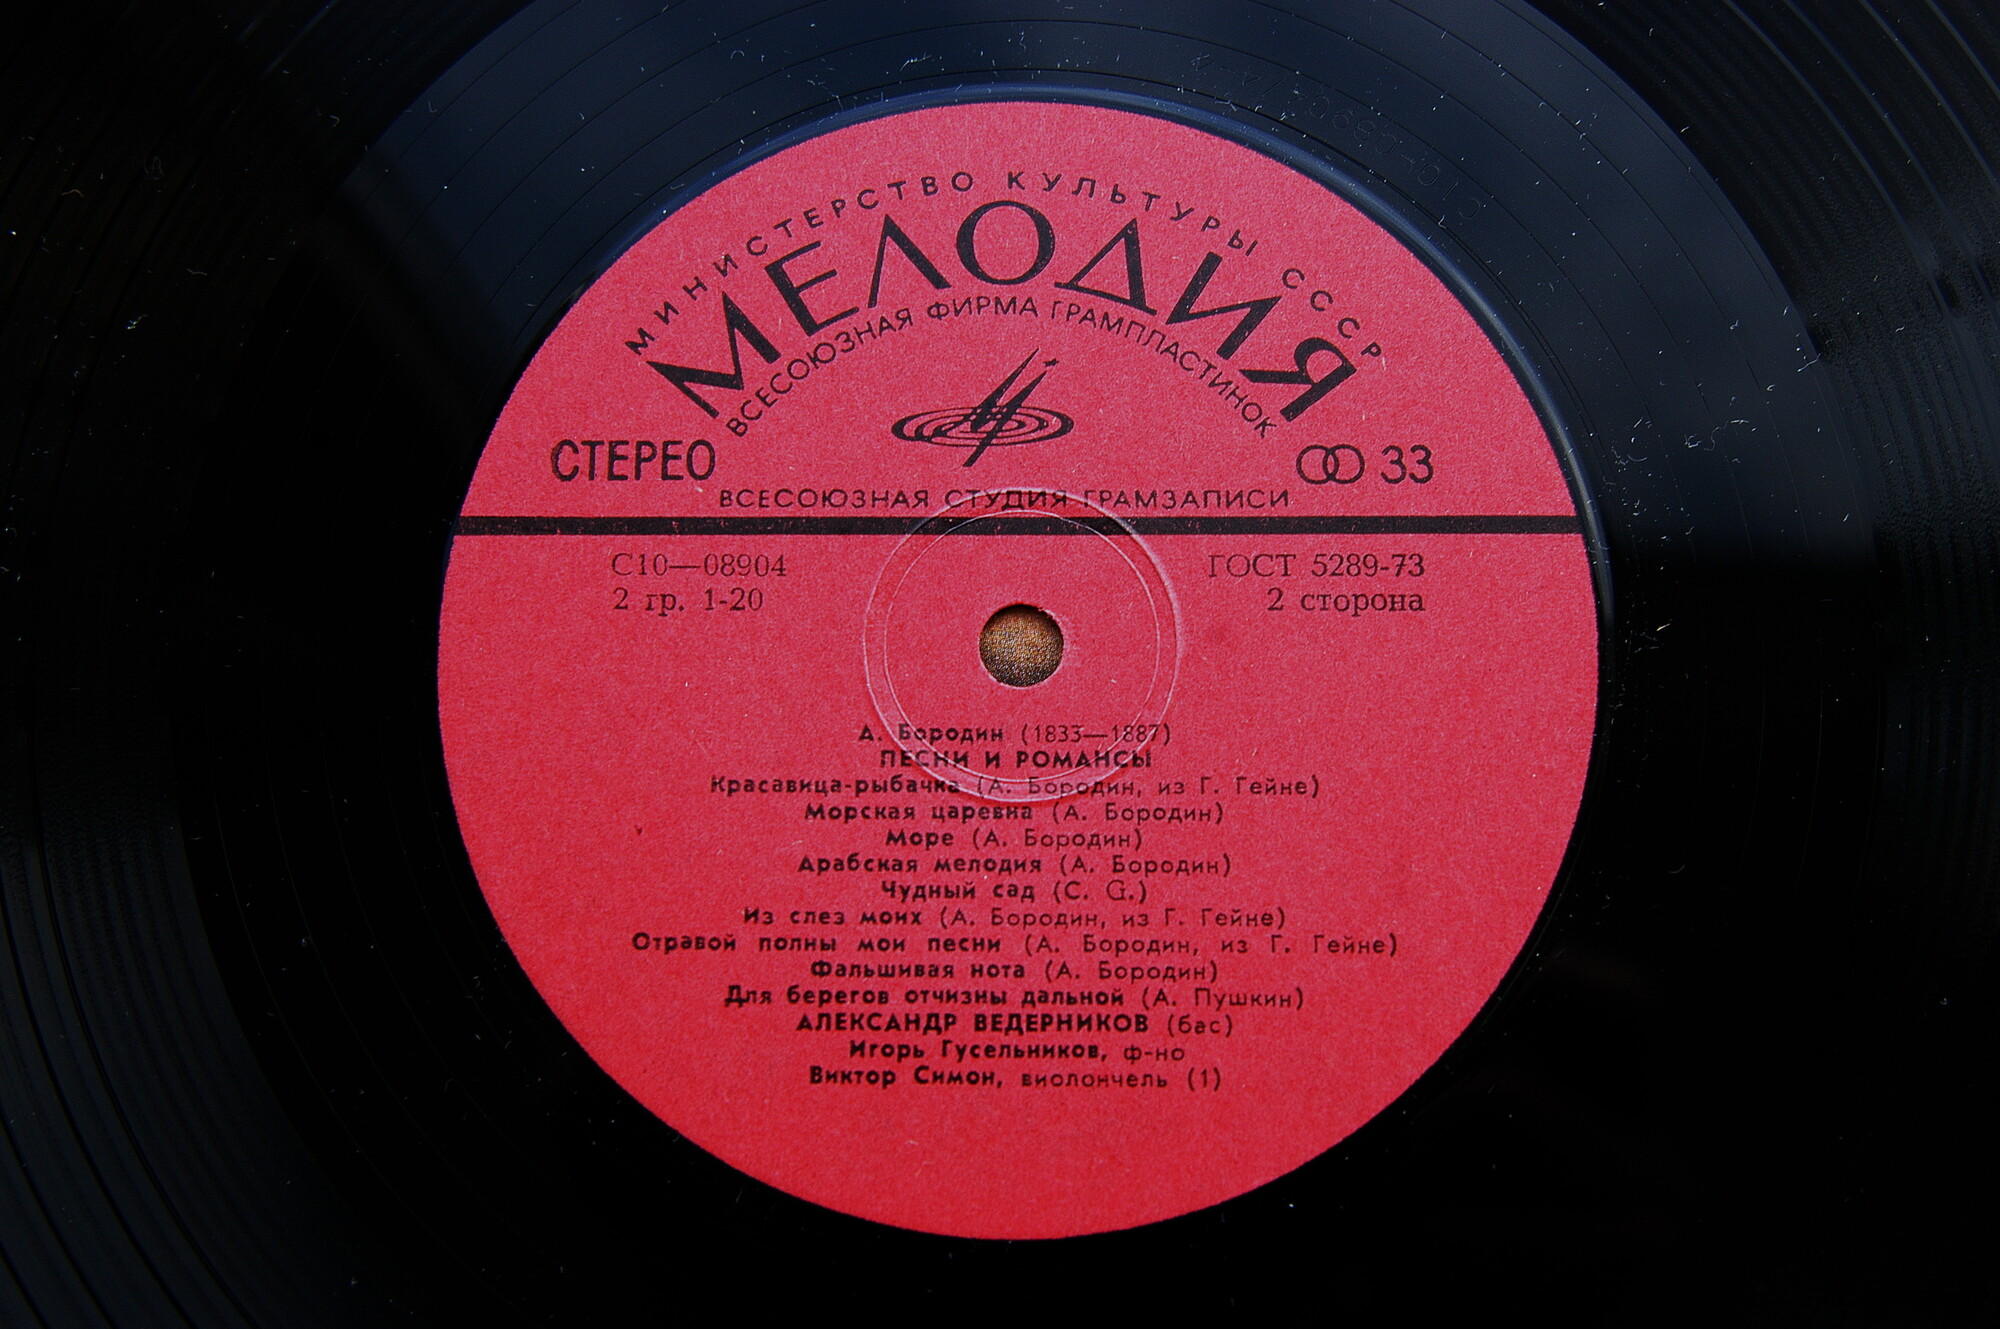 МИНИСТЕРСТВО КУЛЬТУРЫ СССР
МЕЛОДИЯ
ВСЕСОЮЗНАЯ ФИРМА ГРАМПЛАСТИНОК
СТЕРЕО
33
ВСЕСОЮЗНАЯ СТУДИЯ ГРАМЗАПИСИ
С10—08904
ГОСТ 5289-73
2 гр. 1-20
2 сторона
А. Бородин (1833—1887)
ПЕСНИ И РОМАНСЫ
Красавица-рыбачка (А. Бородин, из Г. Гейне)
Морская царевна (А. Бородин)
Море (А. Бородин)
Арабская мелодия (А. Бородин)
Чудный сад (C. G.)
Из слез моих (А. Бородин, из Г. Гейне)
Отравой полны мои песни (А. Бородин, из Г. Гейне)
Фальшивая нота (А. Бородин)
Для берегов отчизны дальной (А. Пушкин)
АЛЕКСАНДР ВЕДЕРНИКОВ (бас)
Игорь Гусельников, ф-но
Виктор Симон, виолончель (1)